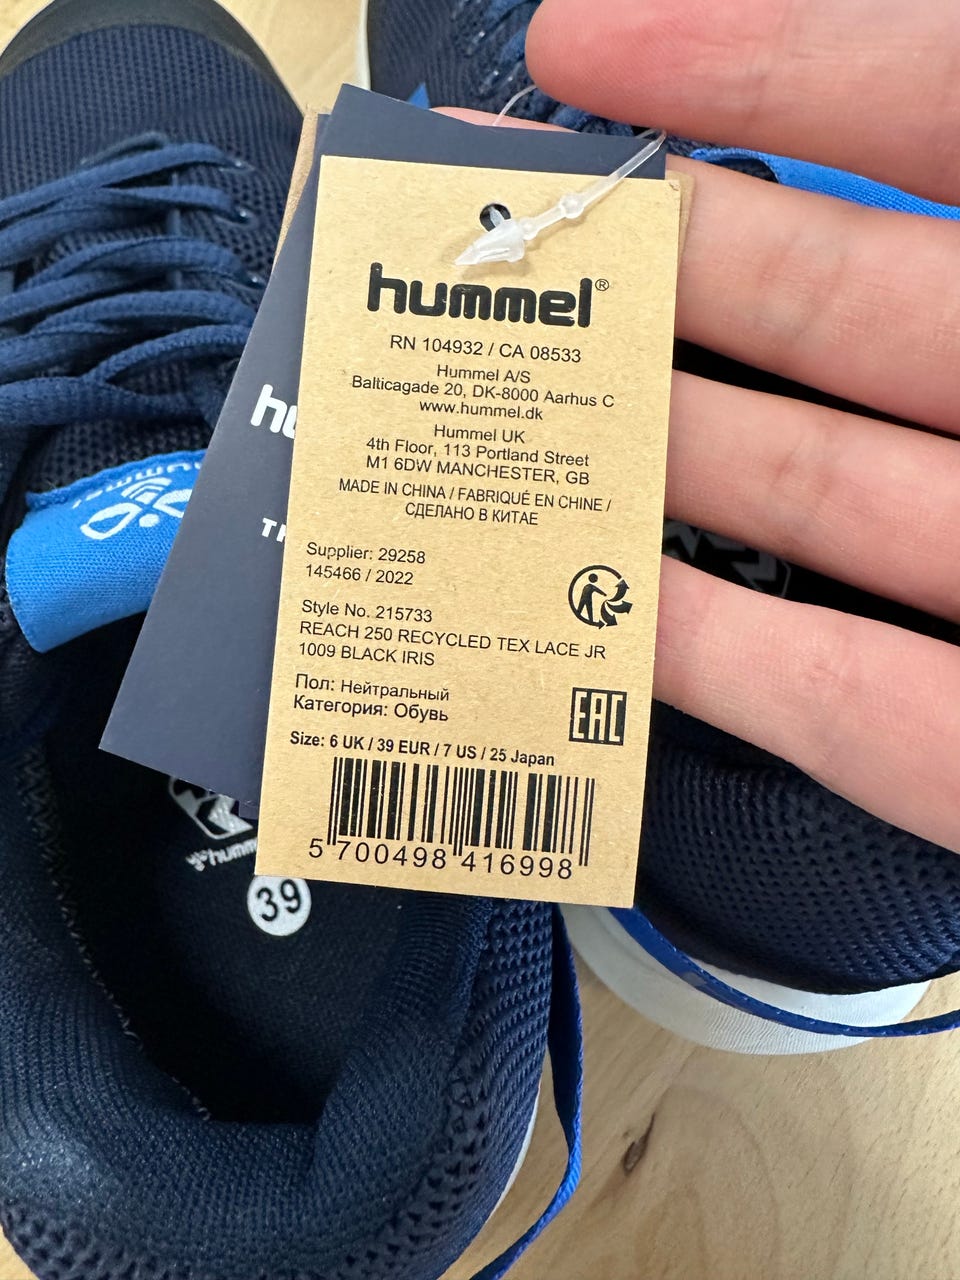 hummel®
RN 104932 / CA 08533
Hummel A/S
Balticagade 20, DK-8000 Aarhus C
www.hummel.dk
Hummel UK
4th Floor, 113 Portland Street
M1 6DW MANCHESTER, GB
MADE IN CHINA / FABRIQUÉ EN CHINE /
СДЕЛАНО В КИТАЕ
Supplier: 29258
145466 / 2022
Style No. 215733
REACH 250 RECYCLED TEX LACE JR
1009 BLACK IRIS
Пол: Нейтральный
Категория: Обувь
EAC
Size: 6 UK / 39 EUR / 7 US / 25 Japan
5 700498 416998
hummel
39